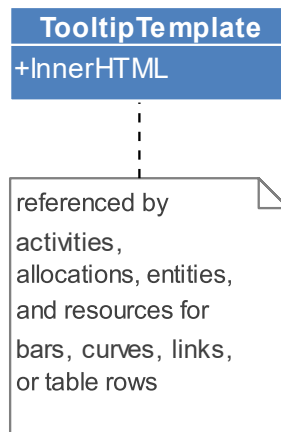 TooltipTemplate
+InnerHTML
referenced by
activities,
allocations, entities,
and resources for
bars, curves, links,
or table rows